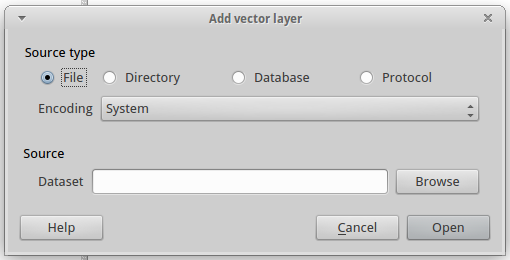 Add vector layer
Source type
File Directory Database Protocol
Encoding System
Source
Dataset Browse
Help Cancel Open